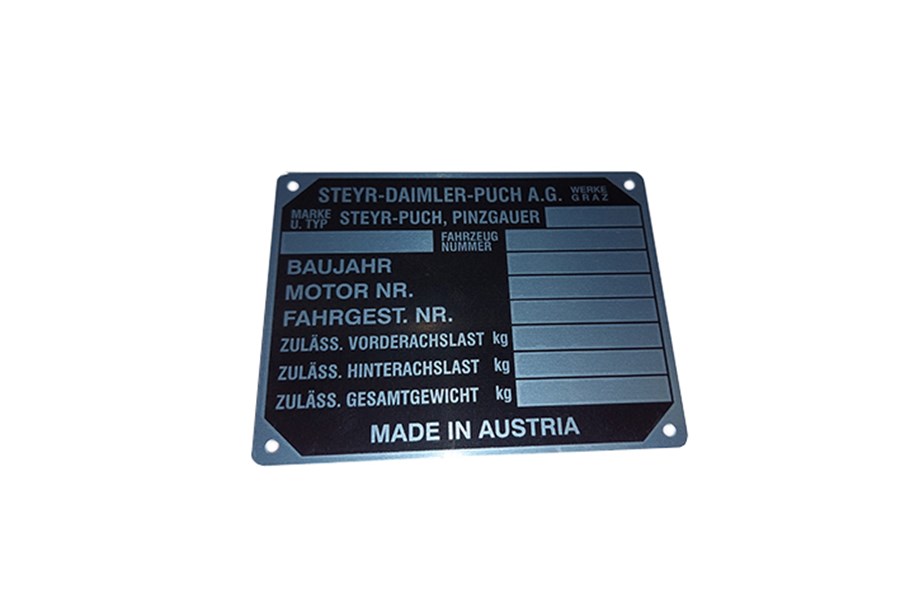 STEYR-DAIMLER-PUCH A.G. WERKE GRAZ
MARKE U. TYP STEYR-PUCH, PINZGAUER
FAHRZEUG NUMMER
BAUJAHR
MOTOR NR.
FAHRGEST. NR.
ZULÄSS. VORDERACHSLAST kg
ZULÄSS. HINTERACHSLAST kg
ZULÄSS. GESAMTGEWICHT kg
MADE IN AUSTRIA